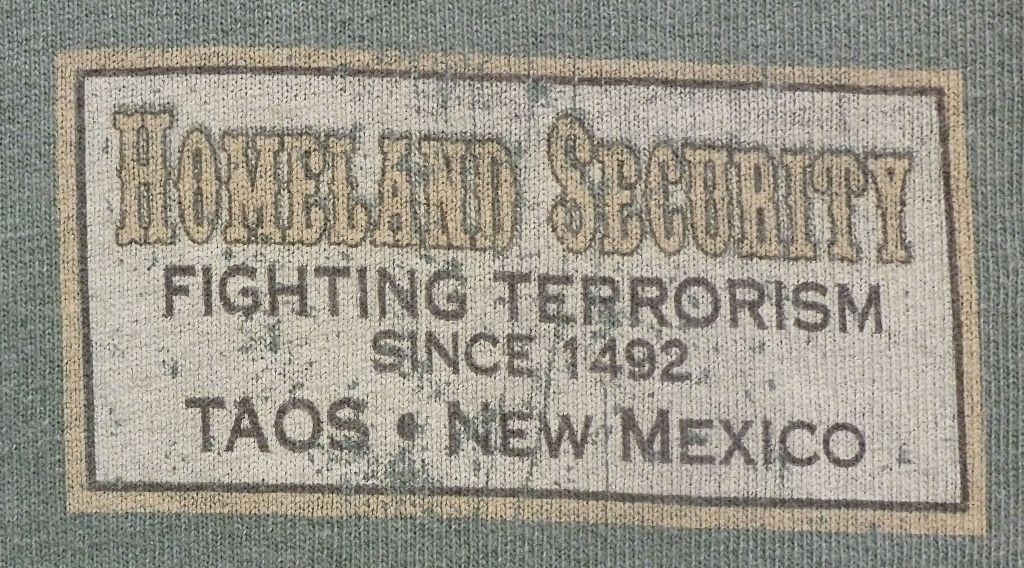 HOMELAND SECURITY
FIGHTING TERRORISM
SINCE 1492
TAOS • NEW MEXICO